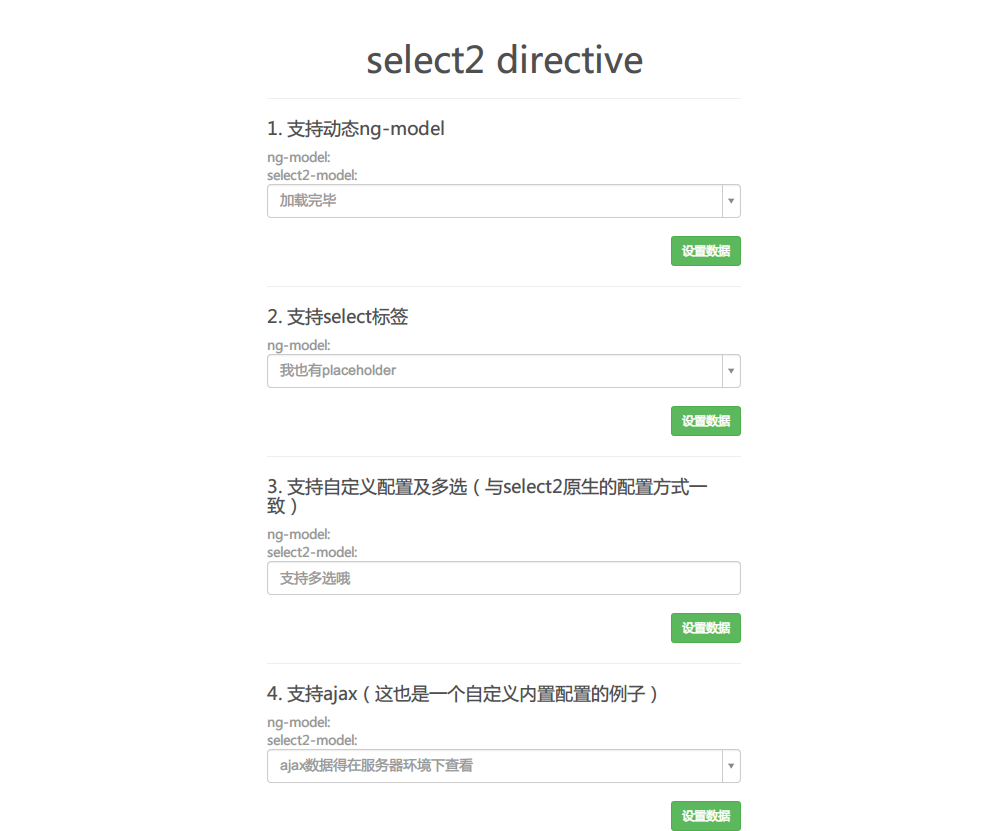 select2 directive
1. 支持动态ng-model
ng-model:
select2-model:
加载完毕
设置数据
2. 支持select标签
ng-model:
我也有placeholder
设置数据
3. 支持自定义配置及多选（与select2原生的配置方式一
致）
ng-model:
select2-model:
支持多选哦
设置数据
4. 支持ajax（这也是一个自定义内置配置的例子）
ng-model:
select2-model:
ajax数据得在服务器环境下查看
设置数据